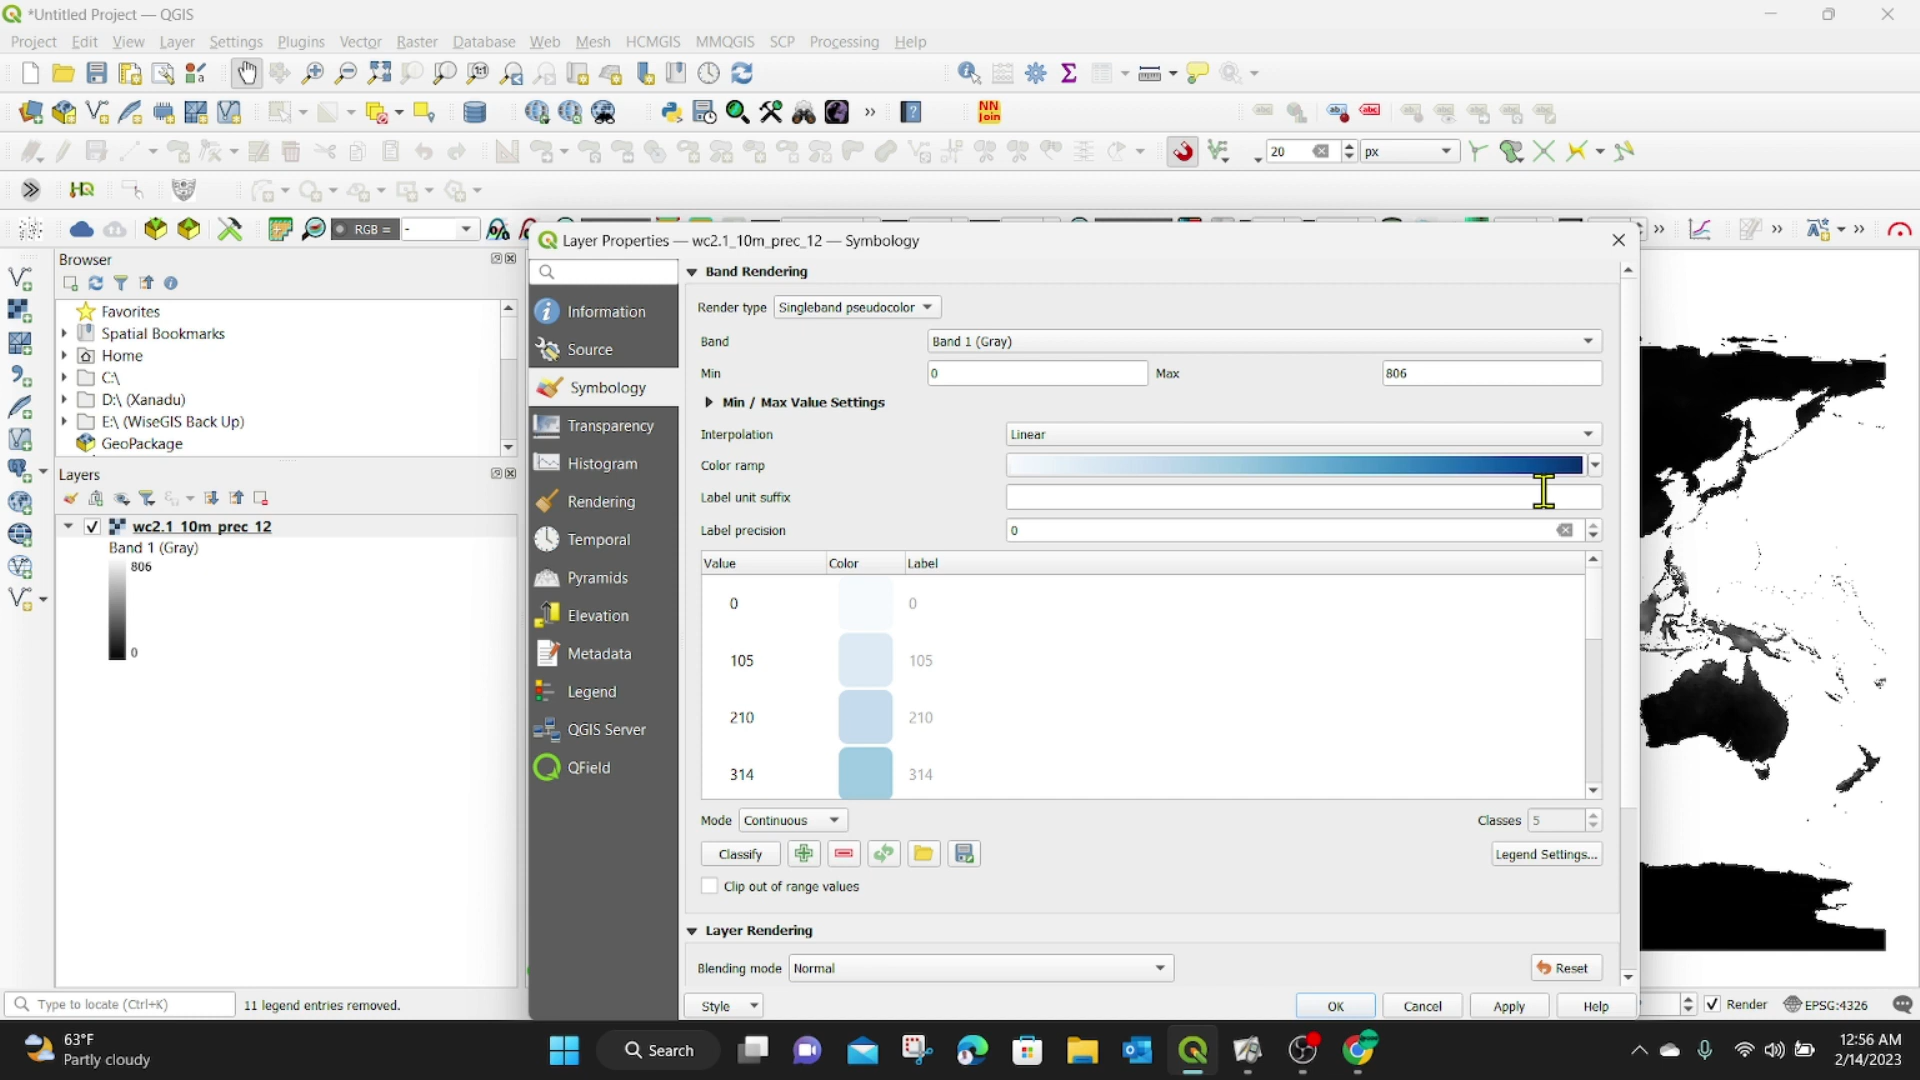 *Untitled Project — QGIS
Project Edit View Layer Settings Plugins Vector Raster Database Web Mesh HCMGIS MMQGIS SCP Processing Help
NN Join
20 px
RGB = -
Browser
Favorites
Spatial Bookmarks
Home
C:\
D:\ (Xanadu)
E:\ (WiseGIS Back Up)
GeoPackage
Layers
wc2.1_10m_prec_12
Band 1 (Gray)
806
0
Layer Properties — wc2.1_10m_prec_12 — Symbology
Information
Source
Symbology
Transparency
Histogram
Rendering
Temporal
Pyramids
Elevation
Metadata
Legend
QGIS Server
QField
Band Rendering
Render type Singleband pseudocolor
Band Band 1 (Gray)
Min 0 Max 806
Min / Max Value Settings
Interpolation Linear
Color ramp
Label unit suffix
Label precision 0
Value Color Label
0 0
105 105
210 210
314 314
Mode Continuous Classes 5
Classify Legend Settings...
Clip out of range values
Layer Rendering
Blending mode Normal Reset
Style OK Cancel Apply Help
Type to locate (Ctrl+K) 11 legend entries removed. Render EPSG:4326
63°F
Partly cloudy
Search
12:56 AM
2/14/2023